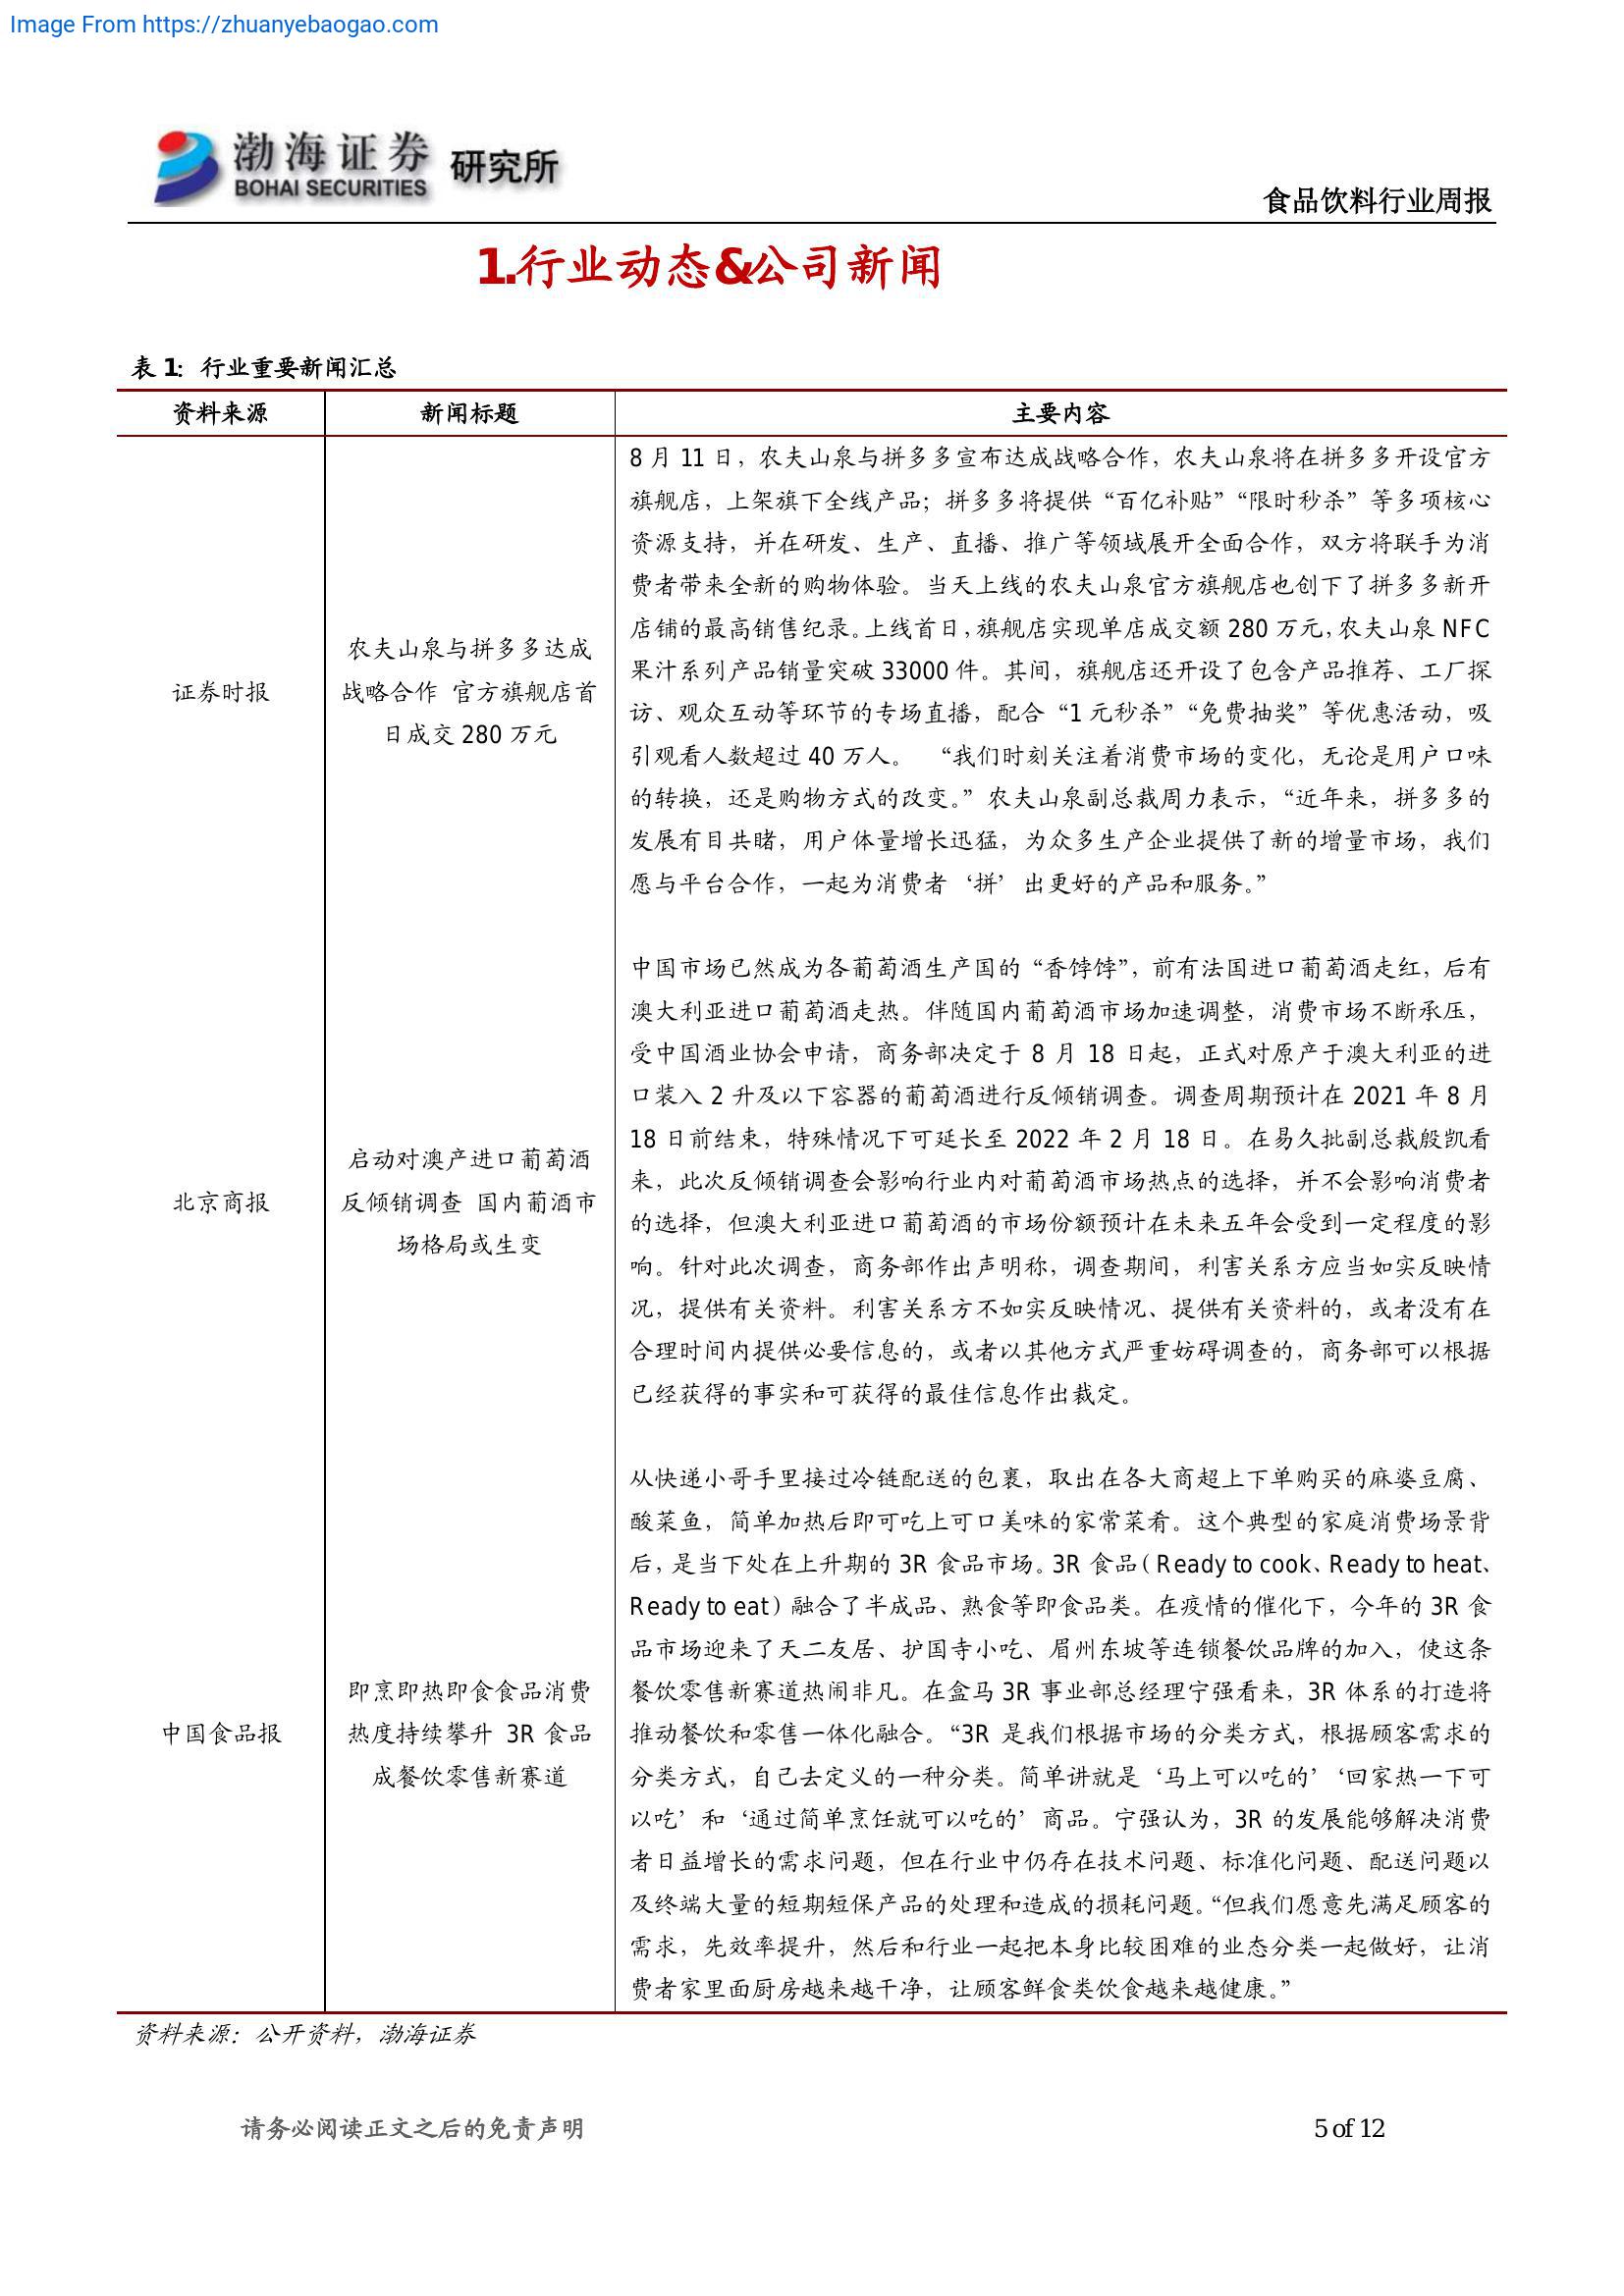 Image From https://zhuanyebaogao.com
渤海证券 研究所
BOHAI SECURITIES
食品饮料行业周报
1.行业动态&公司新闻
表 1: 行业重要新闻汇总
资料来源 新闻标题 主要内容
证券时报
农夫山泉与拼多多达成
战略合作 官方旗舰店首
日成交 280 万元
8 月 11 日，农夫山泉与拼多多宣布达成战略合作，农夫山泉将在拼多多开设官方
旗舰店，上架旗下全线产品；拼多多将提供“百亿补贴”“限时秒杀”等多项核心
资源支持，并在研发、生产、直播、推广等领域展开全面合作，双方将联手为消
费者带来全新的购物体验。当天上线的农夫山泉官方旗舰店也创下了拼多多新开
店铺的最高销售纪录。上线首日，旗舰店实现单店成交额 280 万元，农夫山泉 NFC
果汁系列产品销量突破 33000 件。其间，旗舰店还开设了包含产品推荐、工厂探
访、观众互动等环节的专场直播，配合“1 元秒杀”“免费抽奖”等优惠活动，吸
引观看人数超过 40 万人。 “我们时刻关注着消费市场的变化，无论是用户口味
的转换，还是购物方式的改变。”农夫山泉副总裁周力表示，“近年来，拼多多的
发展有目共睹，用户体量增长迅猛，为众多生产企业提供了新的增量市场，我们
愿与平台合作，一起为消费者‘拼’出更好的产品和服务。”
北京商报
启动对澳产进口葡萄酒
反倾销调查 国内葡酒市
场格局或生变
中国市场已然成为各葡萄酒生产国的“香饽饽”，前有法国进口葡萄酒走红，后有
澳大利亚进口葡萄酒走热。伴随国内葡萄酒市场加速调整，消费市场不断承压，
受中国酒业协会申请，商务部决定于 8 月 18 日起，正式对原产于澳大利亚的进
口装入 2 升及以下容器的葡萄酒进行反倾销调查。调查周期预计在 2021 年 8 月
18 日前结束，特殊情况下可延长至 2022 年 2 月 18 日。在易久批副总裁殷凯看
来，此次反倾销调查会影响行业内对葡萄酒市场热点的选择，并不会影响消费者
的选择，但澳大利亚进口葡萄酒的市场份额预计在未来五年会受到一定程度的影
响。针对此次调查，商务部作出声明称，调查期间，利害关系方应当如实反映情
况，提供有关资料。利害关系方不如实反映情况、提供有关资料的，或者没有在
合理时间内提供必要信息的，或者以其他方式严重妨碍调查的，商务部可以根据
已经获得的事实和可获得的最佳信息作出裁定。
中国食品报
即烹即热即食食品消费
热度持续攀升 3R 食品
成餐饮零售新赛道
从快递小哥手里接过冷链配送的包裹，取出在各大商超上下单购买的麻婆豆腐、
酸菜鱼，简单加热后即可吃上可口美味的家常菜肴。这个典型的家庭消费场景背
后，是当下处在上升期的 3R 食品市场。3R 食品（Ready to cook、Ready to heat、
Ready to eat）融合了半成品、熟食等即食品类。在疫情的催化下，今年的 3R 食
品市场迎来了天二友居、护国寺小吃、眉州东坡等连锁餐饮品牌的加入，使这条
餐饮零售新赛道热闹非凡。在盒马 3R 事业部总经理宁强看来，3R 体系的打造将
推动餐饮和零售一体化融合。“3R 是我们根据市场的分类方式，根据顾客需求的
分类方式，自己去定义的一种分类。简单讲就是‘马上可以吃的’‘回家热一下可
以吃’和‘通过简单烹饪就可以吃的’商品。宁强认为，3R 的发展能够解决消费
者日益增长的需求问题，但在行业中仍存在技术问题、标准化问题、配送问题以
及终端大量的短期短保产品的处理和造成的损耗问题。“但我们愿意先满足顾客的
需求，先效率提升，然后和行业一起把本身比较困难的业态分类一起做好，让消
费者家里面厨房越来越干净，让顾客鲜食类饮食越来越健康。”
资料来源：公开资料，渤海证券
请务必阅读正文之后的免责声明 5 of 12